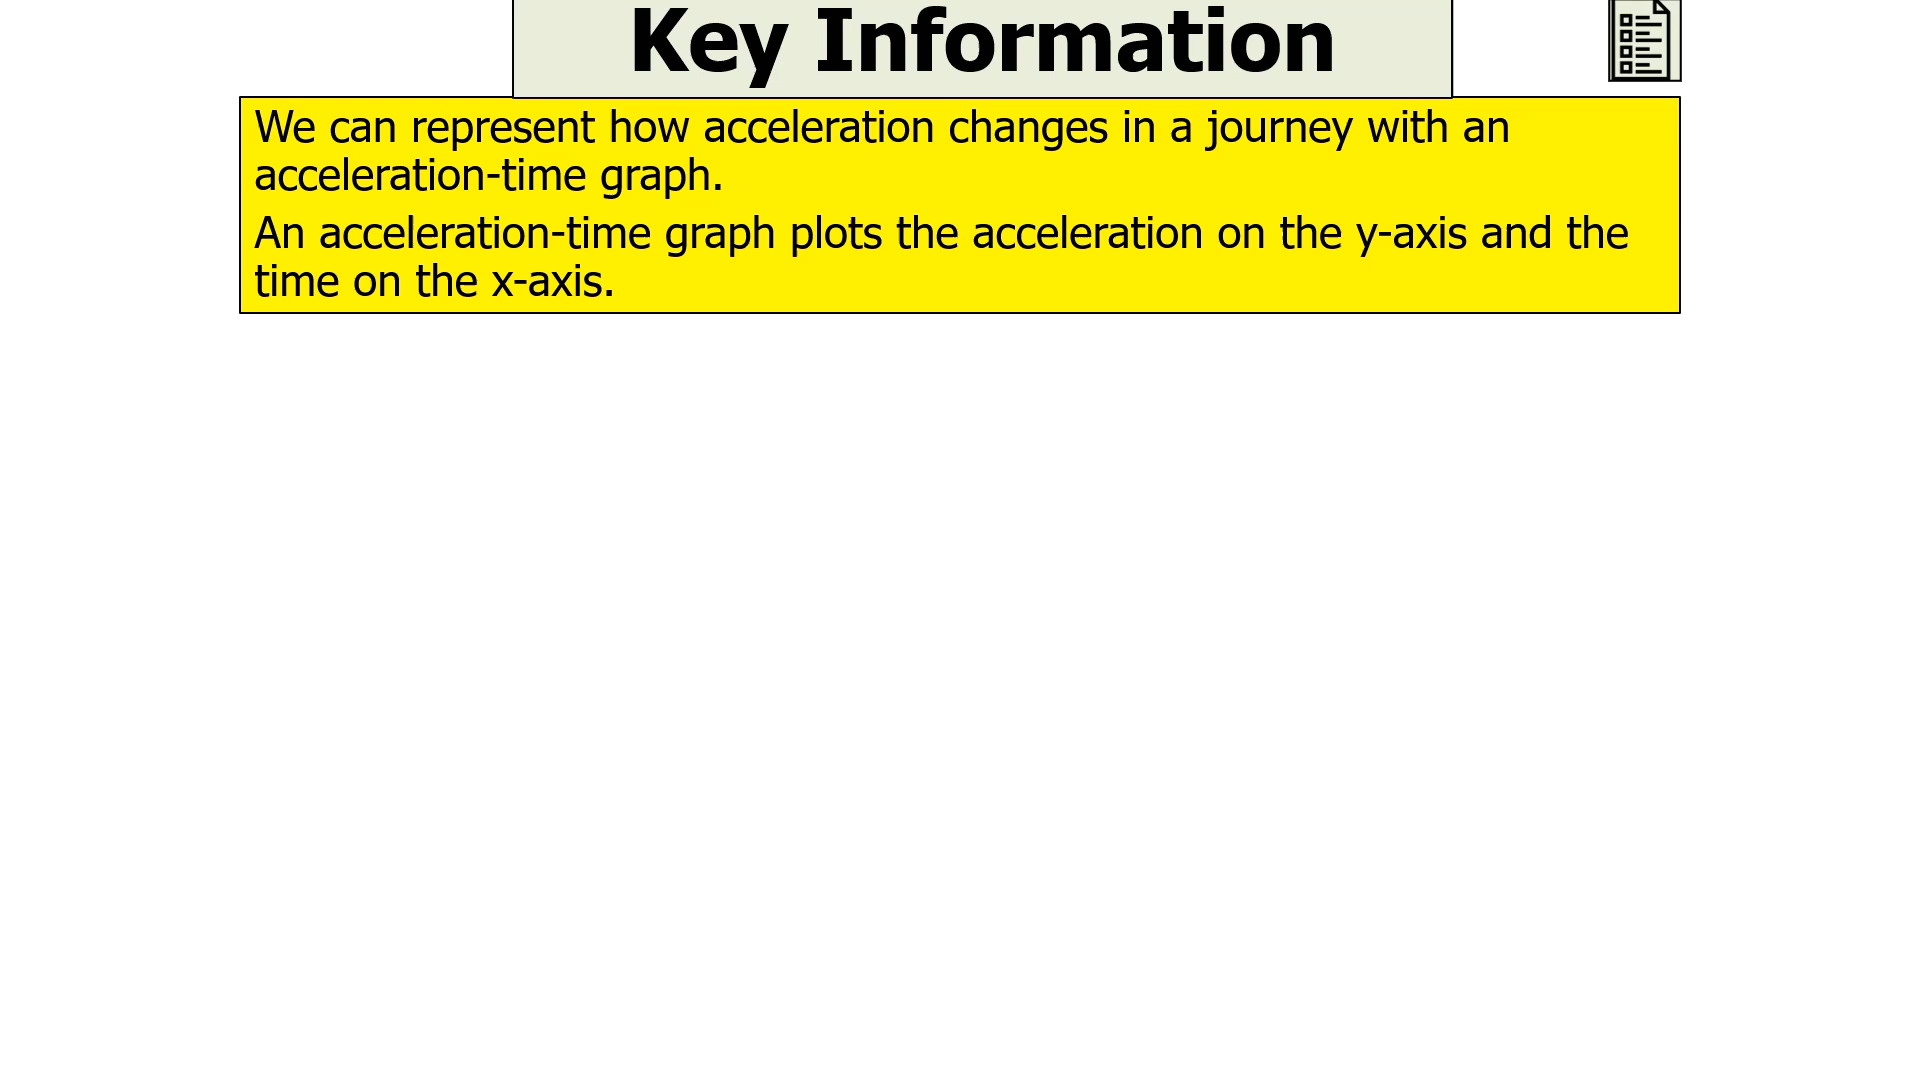 Key Information
We can represent how acceleration changes in a journey with an
acceleration-time graph.
An acceleration-time graph plots the acceleration on the y-axis and the
time on the x-axis.